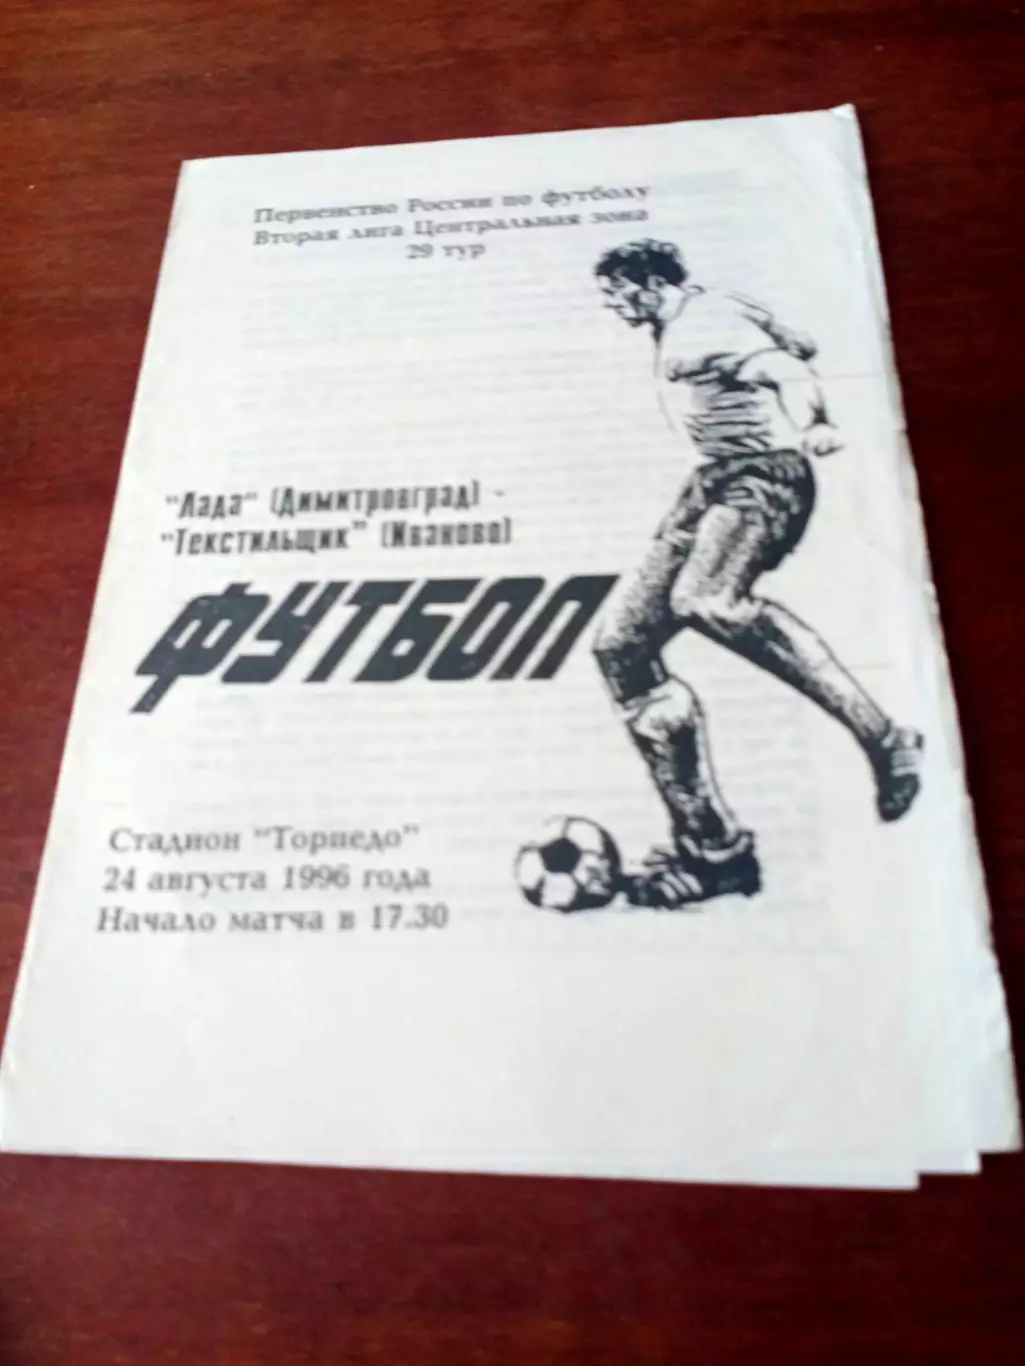 Первенство России по футболу
Вторая лига Центральная зона
29 тур
"Лада" (Димитровград) -
"Текстильщик" (Иваново)
ФУТБОЛ
Стадион "Торпедо"
24 августа 1996 года
Начало матча в 17.30